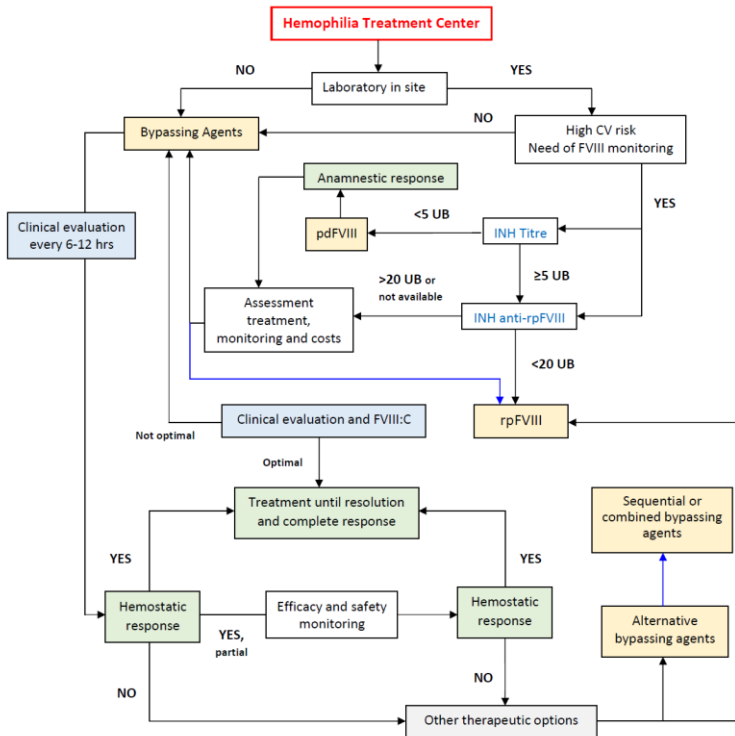 Hemophilia Treatment Center
NO
YES
Laboratory in site
Bypassing Agents
NO
High CV risk
Need of FVIII monitoring
Anamnestic response
YES
<5 UB
Clinical evaluation
every 6-12 hrs
pdFVIII
INH Titre
≥5 UB
>20 UB or
not available
Assessment
treatment,
monitoring and costs
INH anti-rpFVIII
<20 UB
Clinical evaluation and FVIII:C
rpFVIII
Not optimal
Optimal
Treatment until resolution
and complete response
Sequential or
combined bypassing
agents
YES
YES
Hemostatic
response
Efficacy and safety
monitoring
Hemostatic
response
Alternative
bypassing agents
YES,
partial
NO
NO
Other therapeutic options